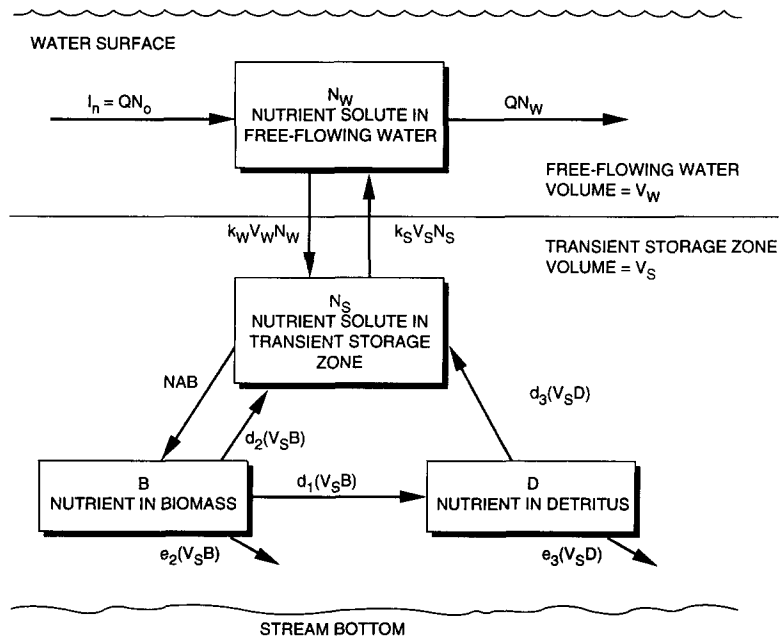 WATER SURFACE
I_n = QN_o
N_W
NUTRIENT SOLUTE IN
FREE-FLOWING WATER
QN_W
FREE-FLOWING WATER
VOLUME = V_W
k_W V_W N_W
k_S V_S N_S
TRANSIENT STORAGE ZONE
VOLUME = V_S
N_S
NUTRIENT SOLUTE IN
TRANSIENT STORAGE
ZONE
NAB
d_2(V_S B)
d_3(V_S D)
B
NUTRIENT IN BIOMASS
d_1(V_S B)
D
NUTRIENT IN DETRITUS
e_2(V_S B)
e_3(V_S D)
STREAM BOTTOM